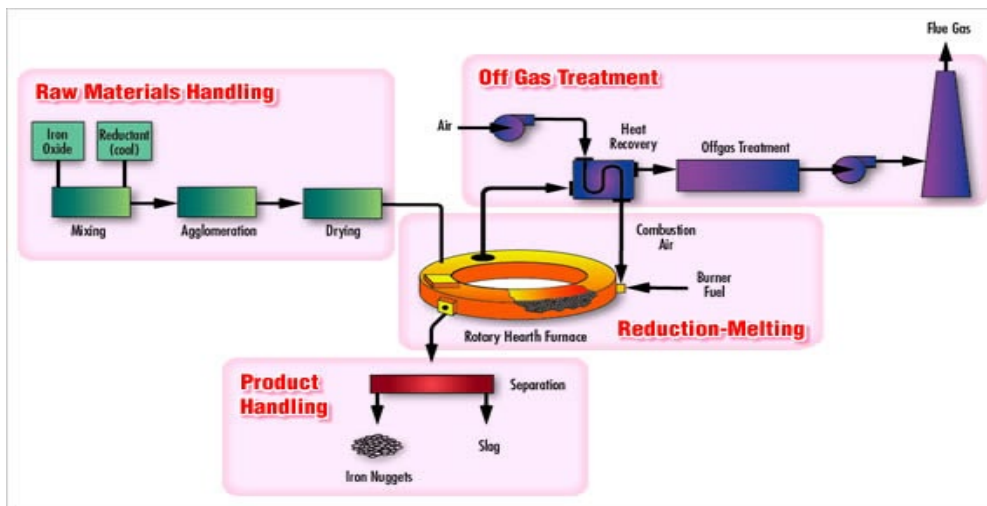 Raw Materials Handling
Iron
Oxide
Reductant
(coal)
Mixing
Agglomeration
Drying
Off Gas Treatment
Flue Gas
Air
Heat
Recovery
Offgas Treatment
Combustion
Air
Burner
Fuel
Rotary Hearth Furnace
Reduction-Melting
Product
Handling
Separation
Iron Nuggets
Slag